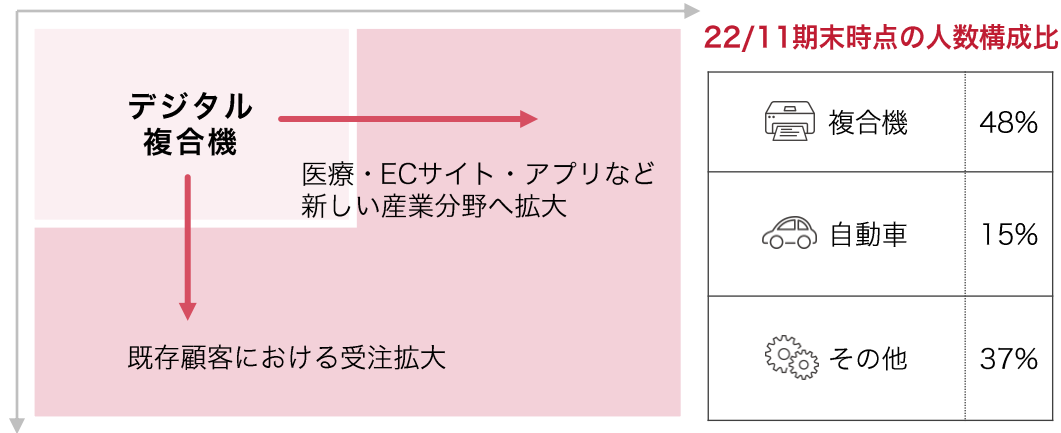 デジタル
複合機
医療・ECサイト・アプリなど
新しい産業分野へ拡大
既存顧客における受注拡大
22/11期末時点の人数構成比
複合機 48%
自動車 15%
その他 37%